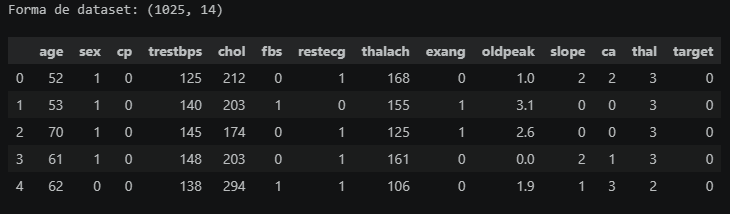 Forma de dataset: (1025, 14)
age sex cp trestbps chol fbs restecg thalach exang oldpeak slope ca thal target
0 52 1 0 125 212 0 1 168 0 1.0 2 2 3 0
1 53 1 0 140 203 1 0 155 1 3.1 0 0 3 0
2 70 1 0 145 174 0 1 125 1 2.6 0 0 3 0
3 61 1 0 148 203 0 1 161 0 0.0 2 1 3 0
4 62 0 0 138 294 1 1 106 0 1.9 1 3 2 0